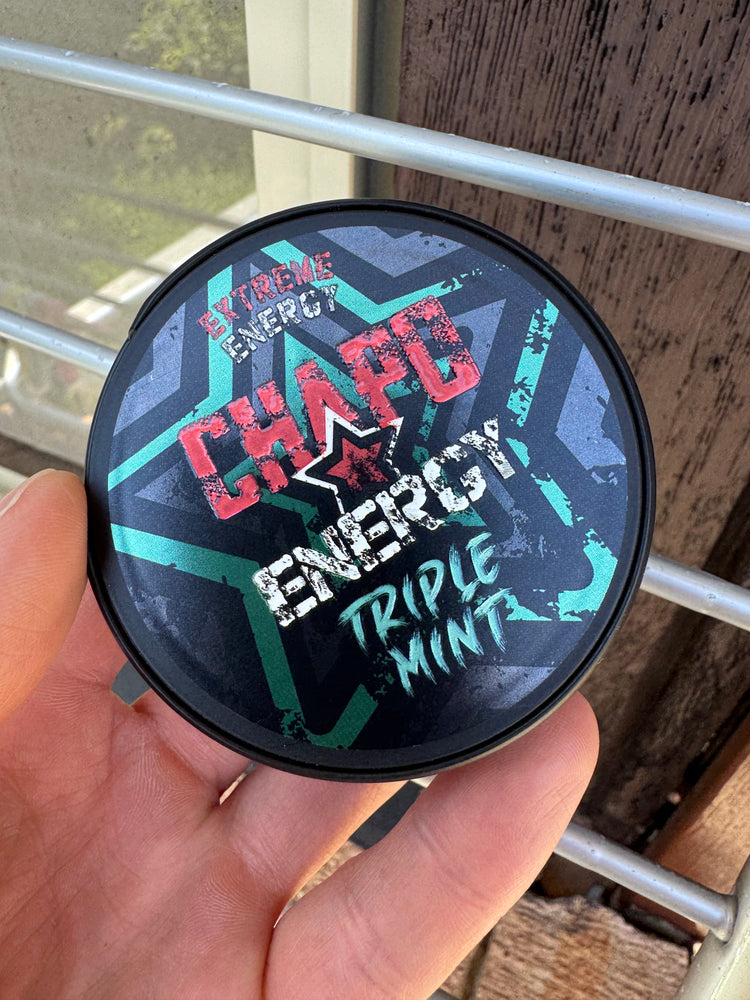 EXTREME
ENERGY
CHAPO
ENERGY
TRIPLE
MINT